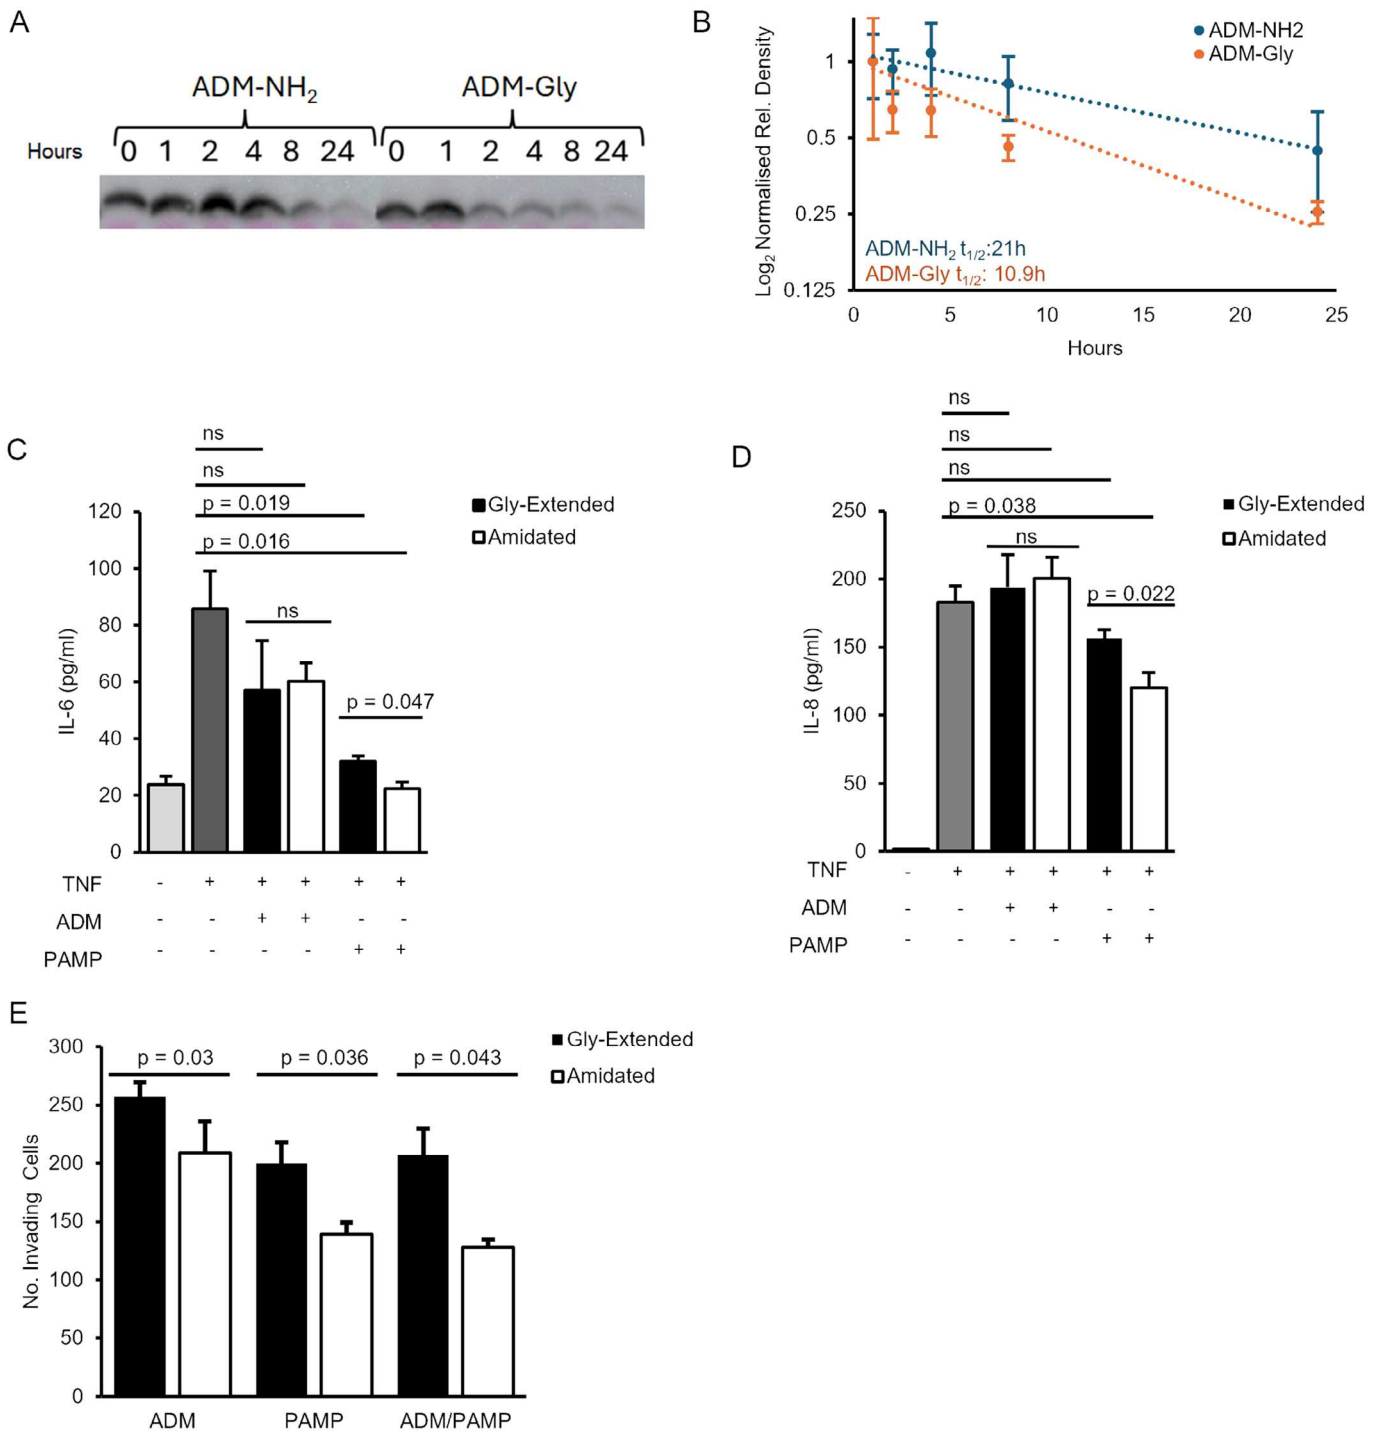 A
ADM-NH2
ADM-Gly
Hours
0 1 2 4 8 24
0 1 2 4 8 24
B
Log2 Normalised Rel. Density
1
0.5
0.25
0.125
ADM-NH2
ADM-Gly
ADM-NH2 t1/2:21h
ADM-Gly t1/2: 10.9h
0 5 10 15 20 25
Hours
C
ns
ns
p = 0.019
p = 0.016
ns
p = 0.047
Gly-Extended
Amidated
IL-6 (pg/ml)
120
100
80
60
40
20
0
TNF - + + + + +
ADM - - + + - -
PAMP - - - - + +
D
ns
ns
ns
p = 0.038
ns
p = 0.022
Gly-Extended
Amidated
IL-8 (pg/ml)
250
200
150
100
50
0
TNF - + + + + +
ADM - - + + - -
PAMP - - - - + +
E
p = 0.03
p = 0.036
p = 0.043
Gly-Extended
Amidated
No. Invading Cells
300
250
200
150
100
50
0
ADM PAMP ADM/PAMP